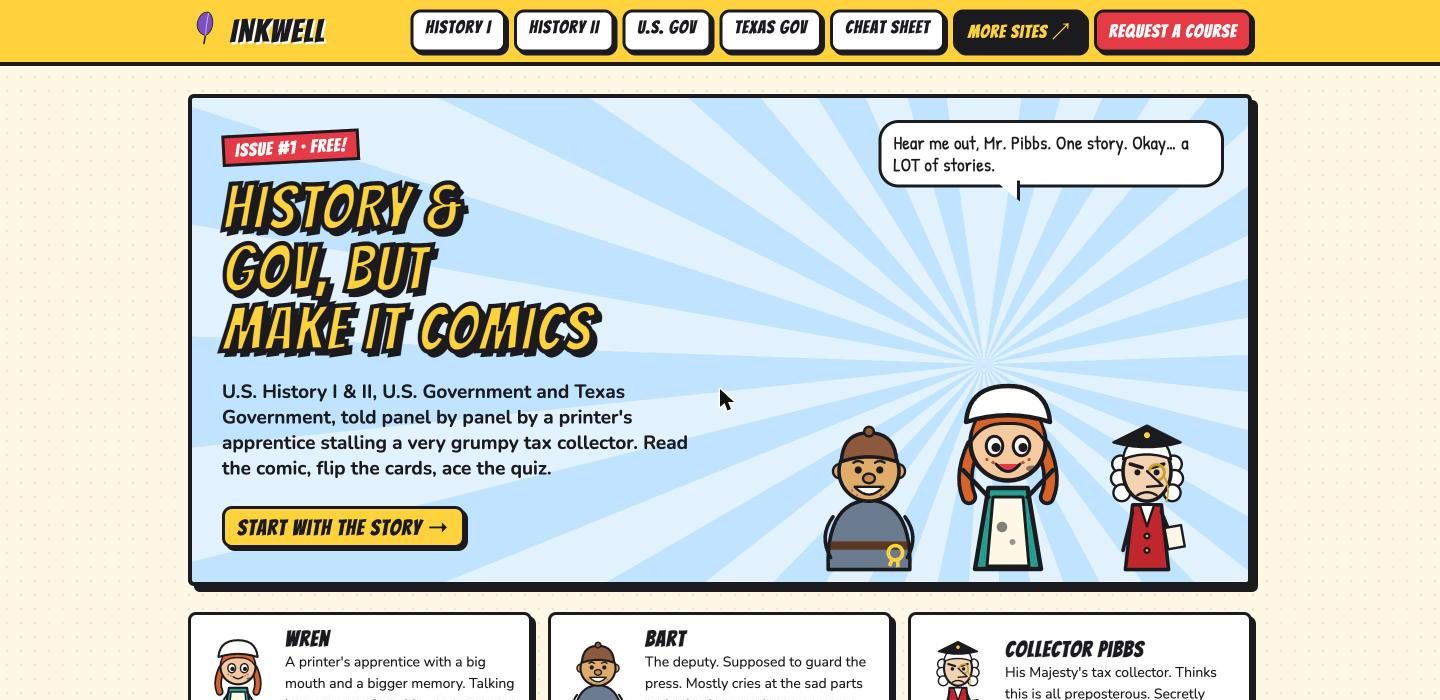 INKWELL
HISTORY I
HISTORY II
U.S. GOV
TEXAS GOV
CHEAT SHEET
MORE SITES ↗
REQUEST A COURSE
ISSUE #1 • FREE!
HISTORY &
GOV, BUT
MAKE IT COMICS
Hear me out, Mr. Pibbs. One story. Okay... a
LOT of stories.
U.S. History I & II, U.S. Government and Texas
Government, told panel by panel by a printer's
apprentice stalling a very grumpy tax collector. Read
the comic, flip the cards, ace the quiz.
START WITH THE STORY →
WREN
A printer's apprentice with a big
mouth and a bigger memory. Talking
BART
The deputy. Supposed to guard the
press. Mostly cries at the sad parts
COLLECTOR PIBBS
His Majesty's tax collector. Thinks
this is all preposterous. Secretly